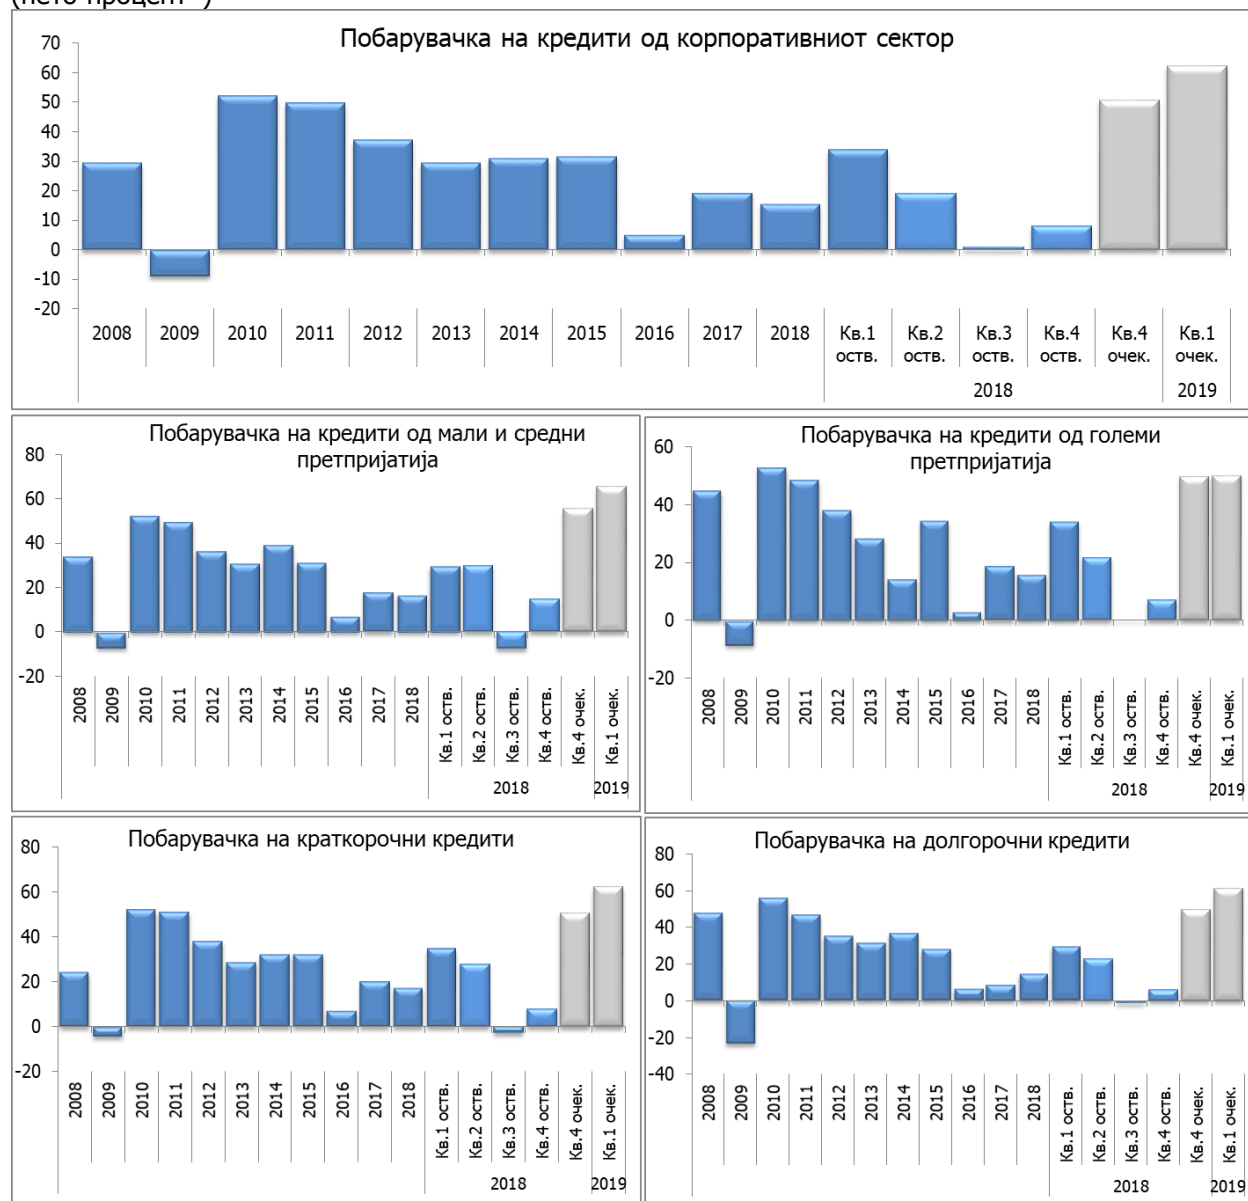 (нето процент*)
Побарувачка на кредити од корпоративниот сектор
70
60
50
40
30
20
10
0
-10
-20
2008 2009 2010 2011 2012 2013 2014 2015 2016 2017 2018 Кв.1 Кв.2 Кв.3 Кв.4 Кв.4 Кв.1
оств. оств. оств. оств. очек. очек.
2018 2019
Побарувачка на кредити од мали и средни
претпријатија
80
60
40
20
0
-20
2008 2009 2010 2011 2012 2013 2014 2015 2016 2017 2018 Кв.1 оств. Кв.2 оств. Кв.3 оств. Кв.4 оств. Кв.4 очек. Кв.1 очек.
2018 2019
Побарувачка на кредити од големи
претпријатија
60
40
20
0
-20
2008 2009 2010 2011 2012 2013 2014 2015 2016 2017 2018 Кв.1 оств. Кв.2 оств. Кв.3 оств. Кв.4 оств. Кв.4 очек. Кв.1 очек.
2018 2019
Побарувачка на краткорочни кредити
80
60
40
20
0
-20
2008 2009 2010 2011 2012 2013 2014 2015 2016 2017 2018 Кв.1 оств. Кв.2 оств. Кв.3 оств. Кв.4 оств. Кв.4 очек. Кв.1 очек.
2018 2019
Побарувачка на долгорочни кредити
80
60
40
20
0
-20
-40
2008 2009 2010 2011 2012 2013 2014 2015 2016 2017 2018 Кв.1 оств. Кв.2 оств. Кв.3 оств. Кв.4 оств. Кв.4 очек. Кв.1 очек.
2018 2019